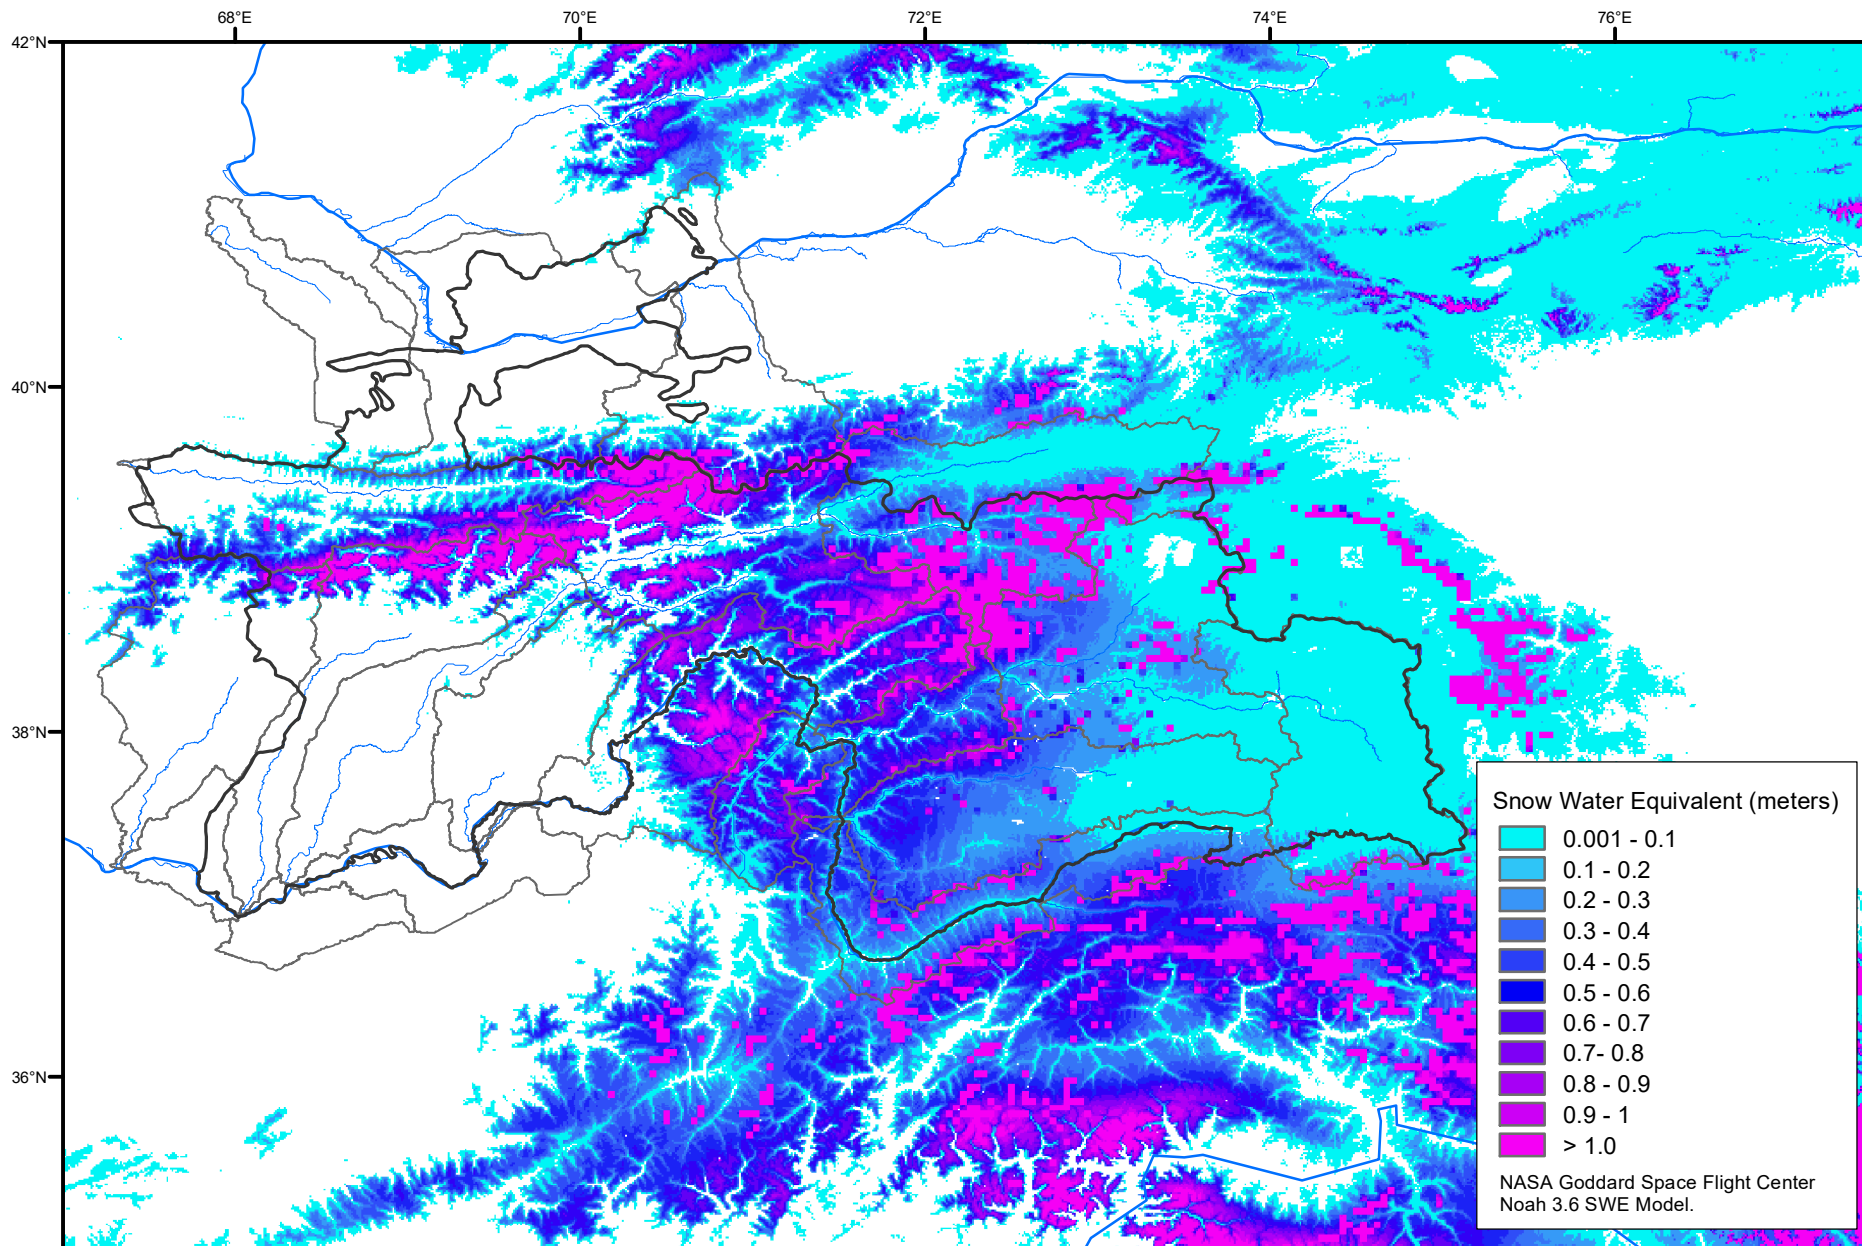 68°E 70°E 72°E 74°E 76°E
42°N
40°N
38°N
36°N
Snow Water Equivalent (meters)
0.001 - 0.1
0.1 - 0.2
0.2 - 0.3
0.3 - 0.4
0.4 - 0.5
0.5 - 0.6
0.6 - 0.7
0.7- 0.8
0.8 - 0.9
0.9 - 1
> 1.0
NASA Goddard Space Flight Center
Noah 3.6 SWE Model.